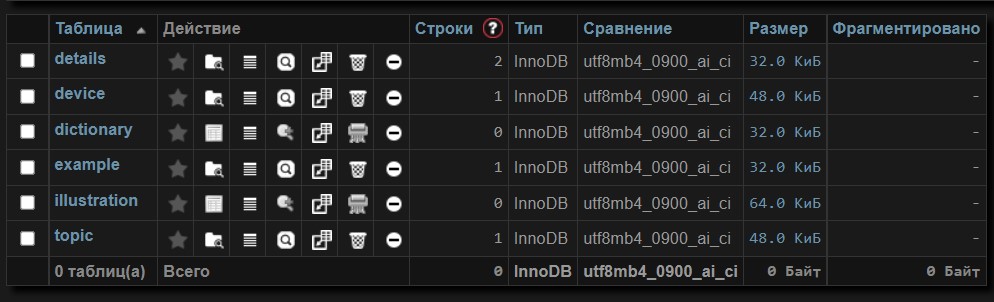 Таблица Действие Строки ? Тип Сравнение Размер Фрагментировано
details 2 InnoDB utf8mb4_0900_ai_ci 32.0 КиБ -
device 1 InnoDB utf8mb4_0900_ai_ci 48.0 КиБ -
dictionary 0 InnoDB utf8mb4_0900_ai_ci 32.0 КиБ -
example 1 InnoDB utf8mb4_0900_ai_ci 32.0 КиБ -
illustration 0 InnoDB utf8mb4_0900_ai_ci 64.0 КиБ -
topic 1 InnoDB utf8mb4_0900_ai_ci 48.0 КиБ -
0 таблиц(а) Всего 0 InnoDB utf8mb4_0900_ai_ci 0 Байт 0 Байт